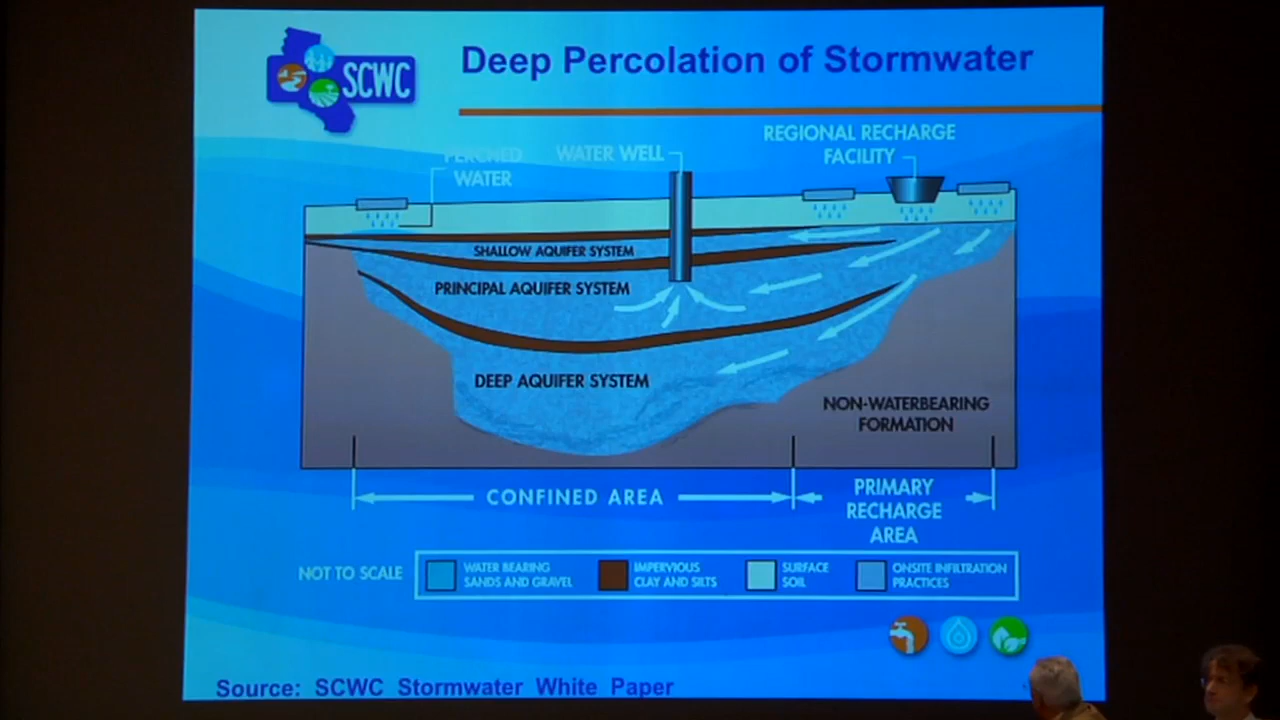 SCWC
Deep Percolation of Stormwater
PERCHED
WATER
WATER WELL
REGIONAL RECHARGE
FACILITY
SHALLOW AQUIFER SYSTEM
PRINCIPAL AQUIFER SYSTEM
DEEP AQUIFER SYSTEM
NON-WATERBEARING
FORMATION
CONFINED AREA
PRIMARY
RECHARGE
AREA
NOT TO SCALE
WATER BEARING
SANDS AND GRAVEL
IMPERVIOUS
CLAY AND SILTS
SURFACE
SOIL
ONSITE INFILTRATION
PRACTICES
Source: SCWC Stormwater White Paper